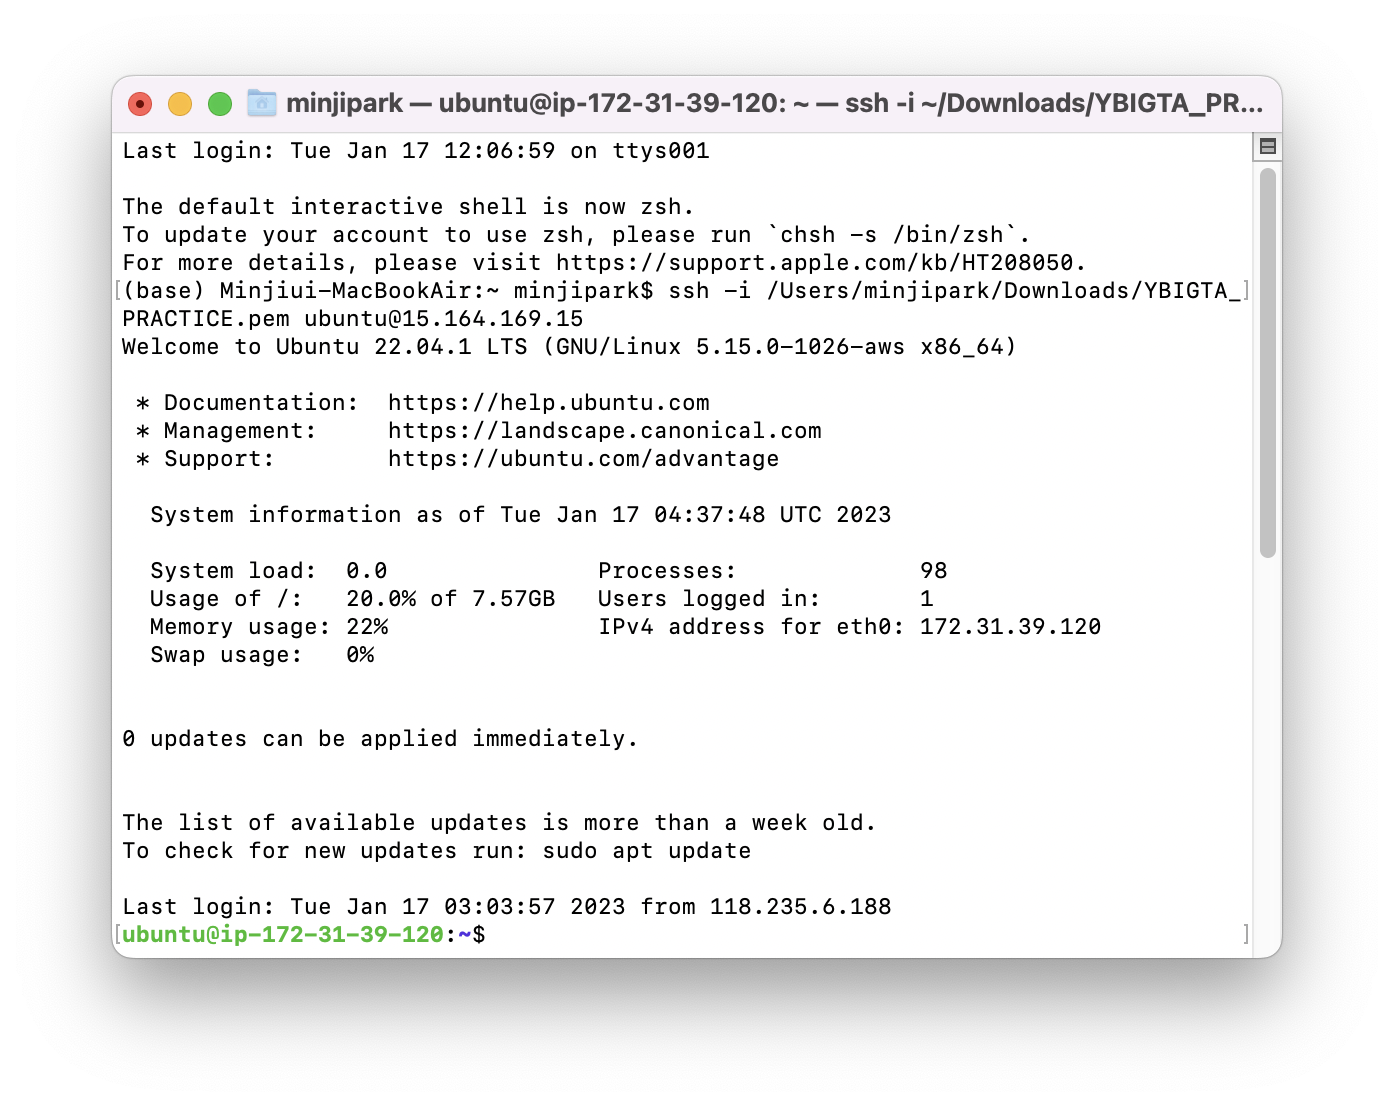 minjipark — ubuntu@ip-172-31-39-120: ~ — ssh -i ~/Downloads/YBIGTA_PR...
Last login: Tue Jan 17 12:06:59 on ttys001
The default interactive shell is now zsh.
To update your account to use zsh, please run `chsh -s /bin/zsh`.
For more details, please visit https://support.apple.com/kb/HT208050.
[(base) Minjiui-MacBookAir:~ minjipark$ ssh -i /Users/minjipark/Downloads/YBIGTA_]
PRACTICE.pem ubuntu@15.164.169.15
Welcome to Ubuntu 22.04.1 LTS (GNU/Linux 5.15.0-1026-aws x86_64)
* Documentation:  https://help.ubuntu.com
* Management:     https://landscape.canonical.com
* Support:        https://ubuntu.com/advantage
System information as of Tue Jan 17 04:37:48 UTC 2023
System load:  0.0               Processes:             98
Usage of /:   20.0% of 7.57GB   Users logged in:       1
Memory usage: 22%               IPv4 address for eth0: 172.31.39.120
Swap usage:   0%
0 updates can be applied immediately.
The list of available updates is more than a week old.
To check for new updates run: sudo apt update
Last login: Tue Jan 17 03:03:57 2023 from 118.235.6.188
[ubuntu@ip-172-31-39-120:~$ ]